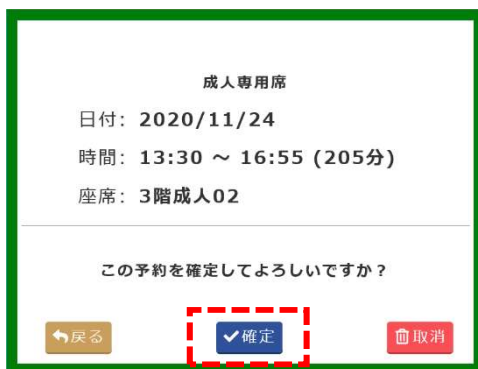 成人専用席
日付: 2020/11/24
時間: 13:30 ～ 16:55 (205分)
座席: 3階成人02
この予約を確定してよろしいですか？
戻る 確定 取消